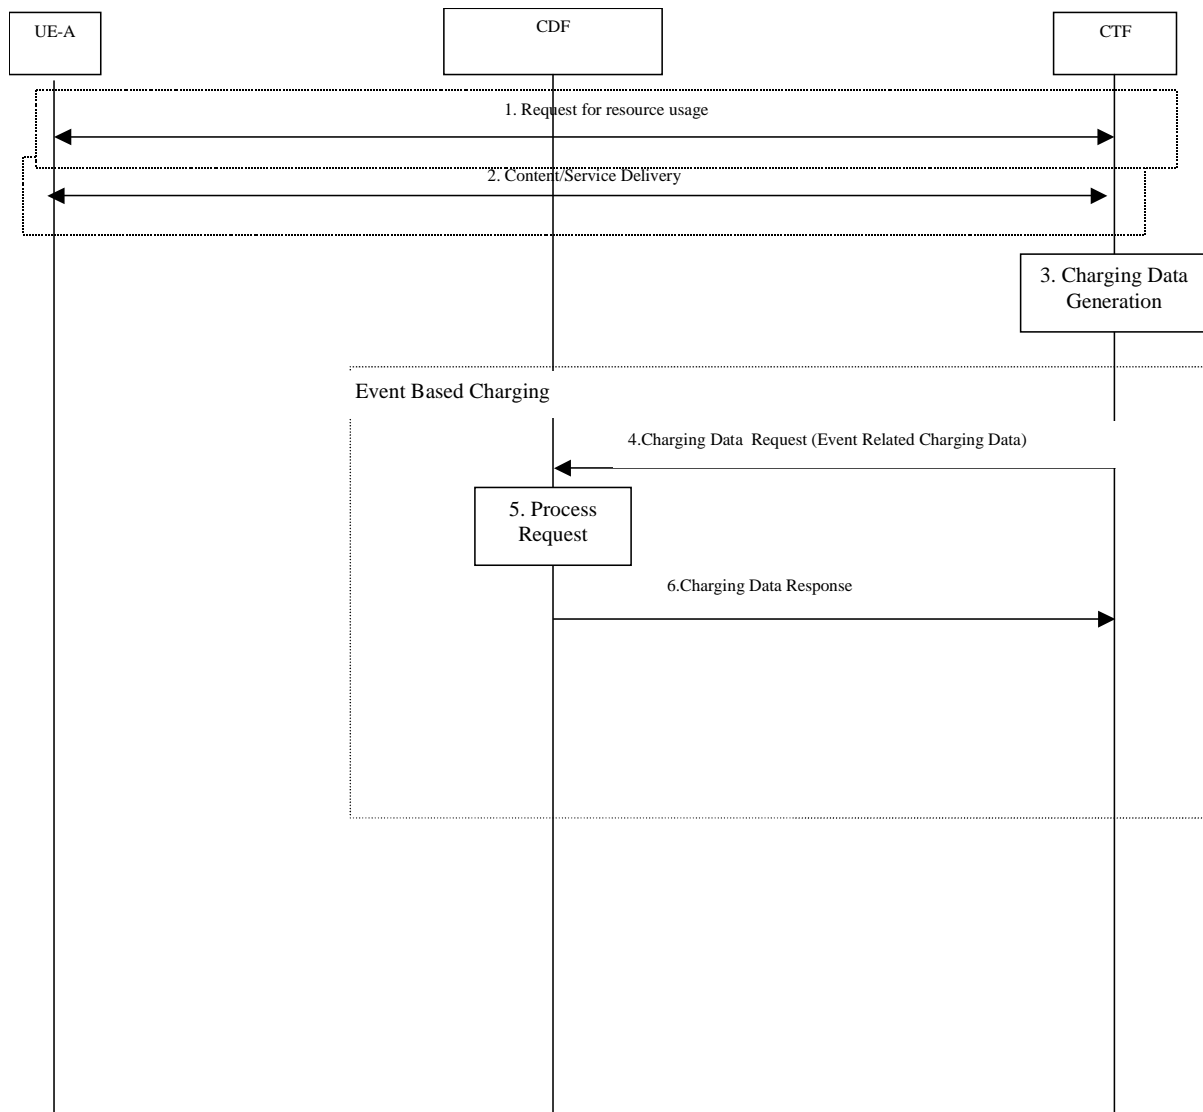 UE-A
CDF
CTF
1. Request for resource usage
2. Content/Service Delivery
3. Charging Data
Generation
Event Based Charging
4.Charging Data  Request (Event Related Charging Data)
5. Process
Request
6.Charging Data Response